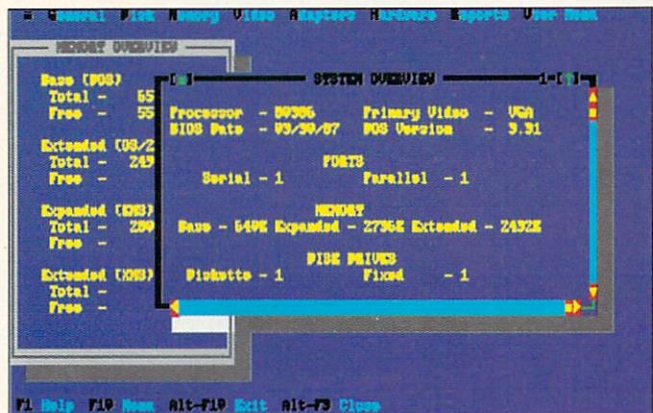 ≡ General Disk Memory Video Adapters Hardware Reports User Menu
MEMORY OVERVIEW
Base (DOS)
Total - 65
Free - 55
Extended (OS/2
Total - 249
Free -
Expanded (EMS)
Total - 280
Free -
Extended (XMS)
Total -
Free -
SYSTEM OVERVIEW 1=[↑]
Processor - 80386 Primary Video - VGA
BIOS Date - 03/30/87 DOS Version - 3.31
PORTS
Serial - 1 Parallel - 1
MEMORY
Base - 640K Expanded - 2736K Extended - 2492K
DISK DRIVES
Diskette - 1 Fixed - 1
F1 Help F10 Menu Alt-F10 Exit Alt-F3 Close